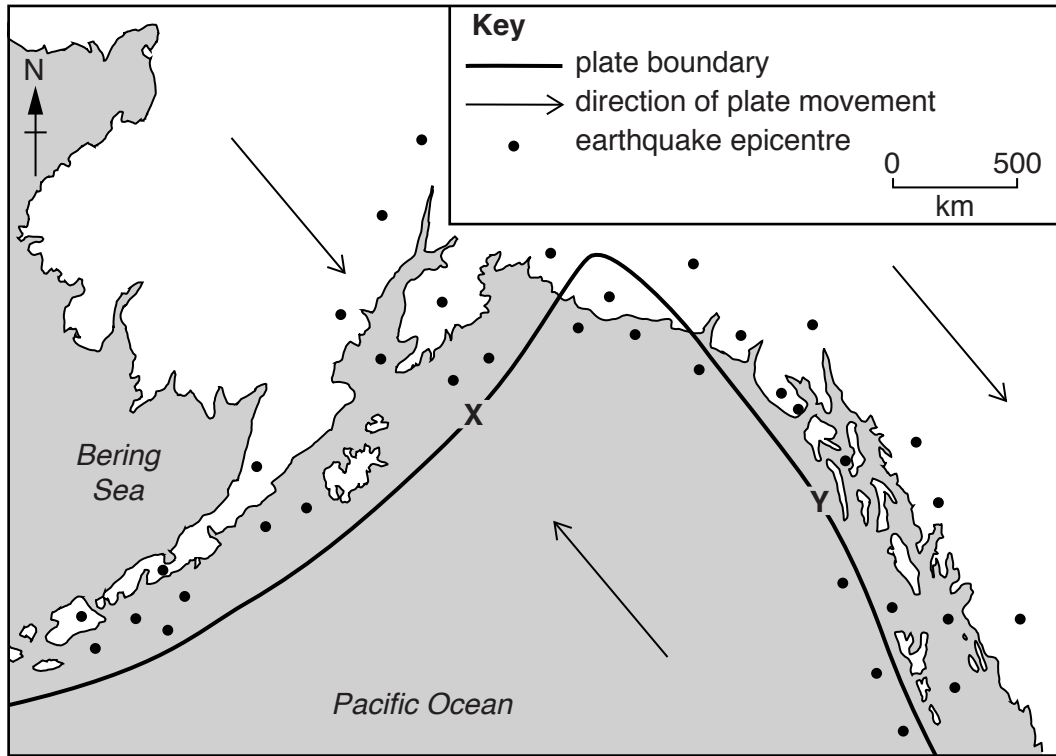 Key
plate boundary
direction of plate movement
earthquake epicentre
0 500
km
N
X
Bering
Sea
Y
Pacific Ocean